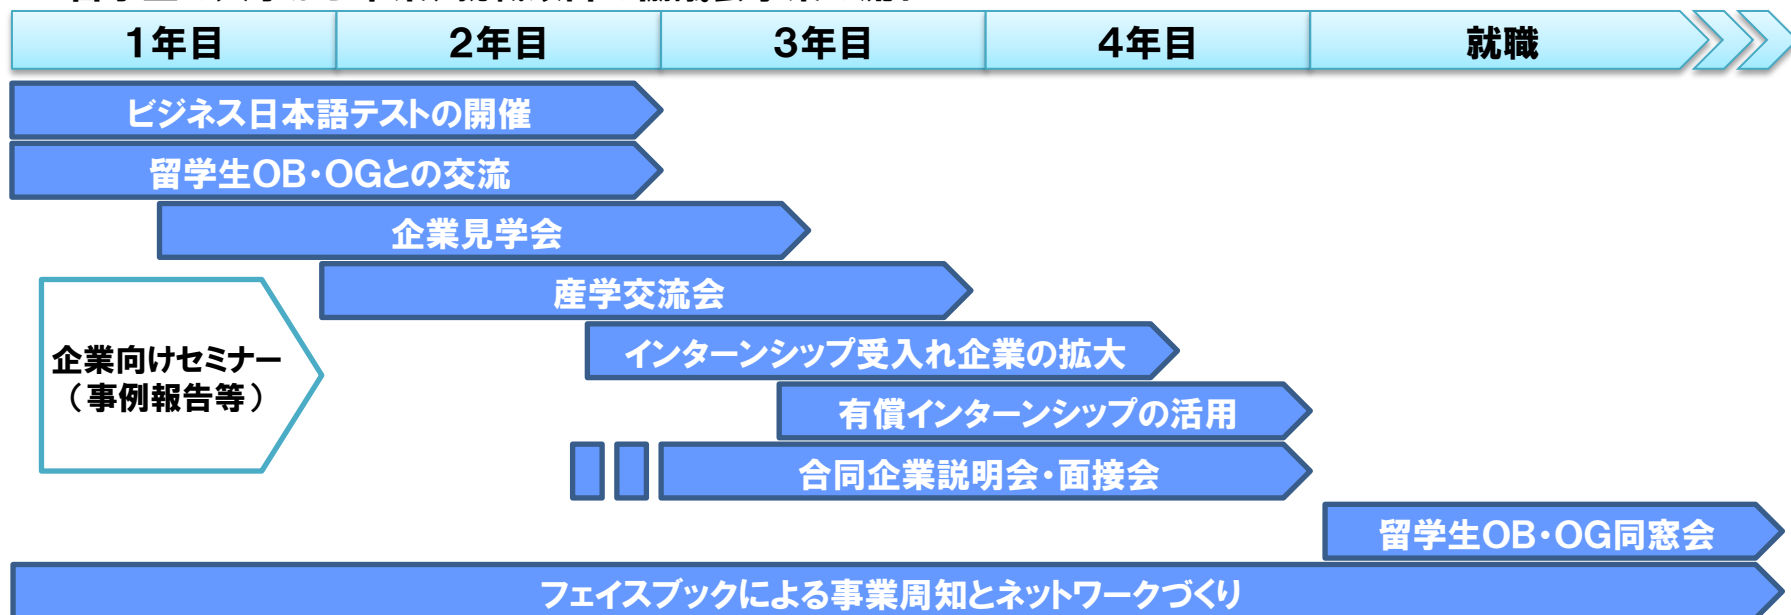 1年目 2年目 3年目 4年目 就職
ビジネス日本語テストの開催
留学生OB・OGとの交流
企業見学会
産学交流会
企業向けセミナー
（事例報告等）
インターンシップ受入れ企業の拡大
有償インターンシップの活用
合同企業説明会・面接会
留学生OB・OG同窓会
フェイスブックによる事業周知とネットワークづくり